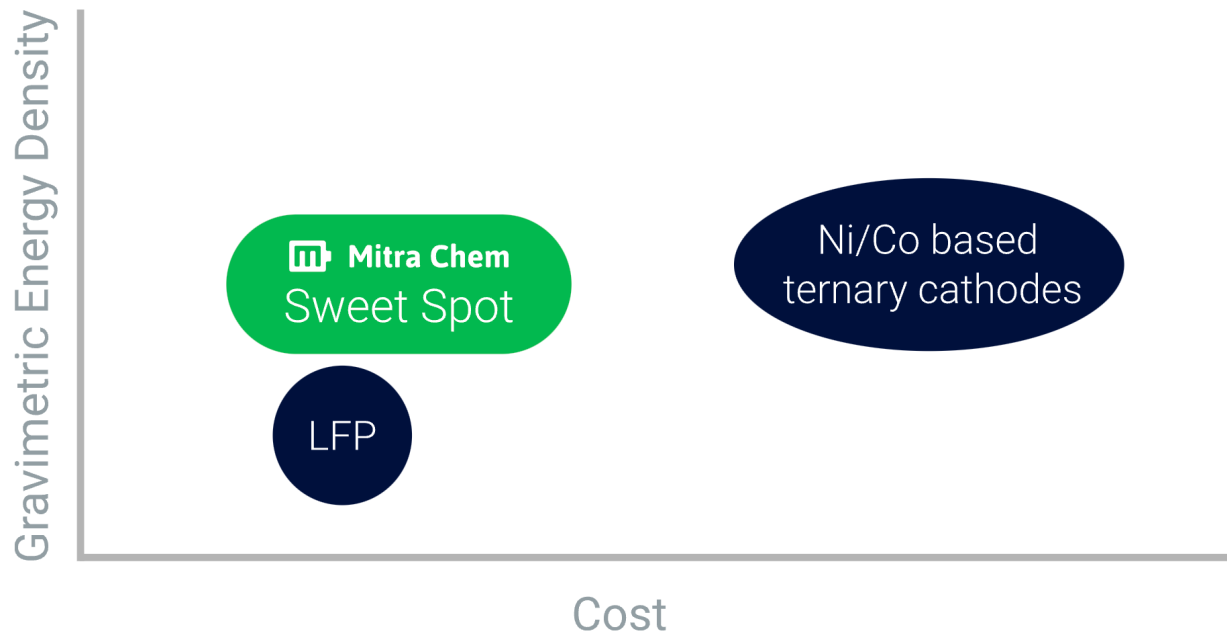 Gravimetric Energy Density
Mitra Chem
Sweet Spot
Ni/Co based
ternary cathodes
LFP
Cost